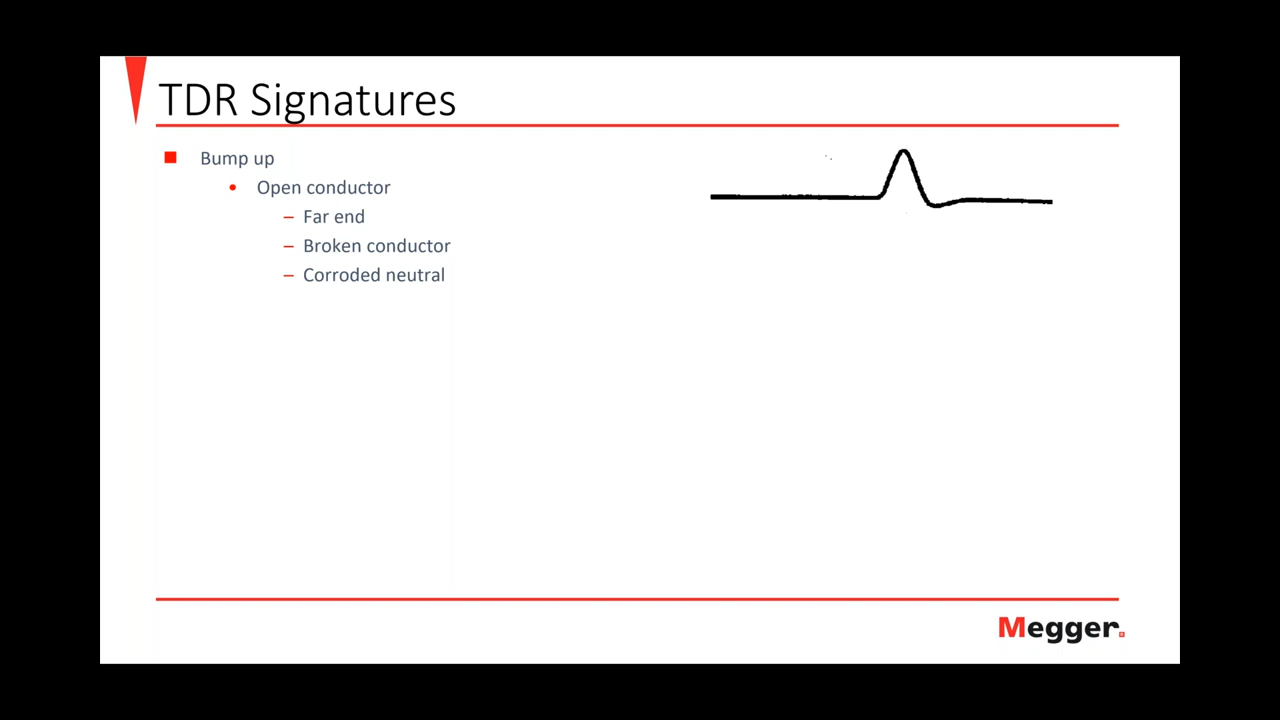 TDR Signatures
Bump up
Open conductor
– Far end
– Broken conductor
– Corroded neutral
Megger.